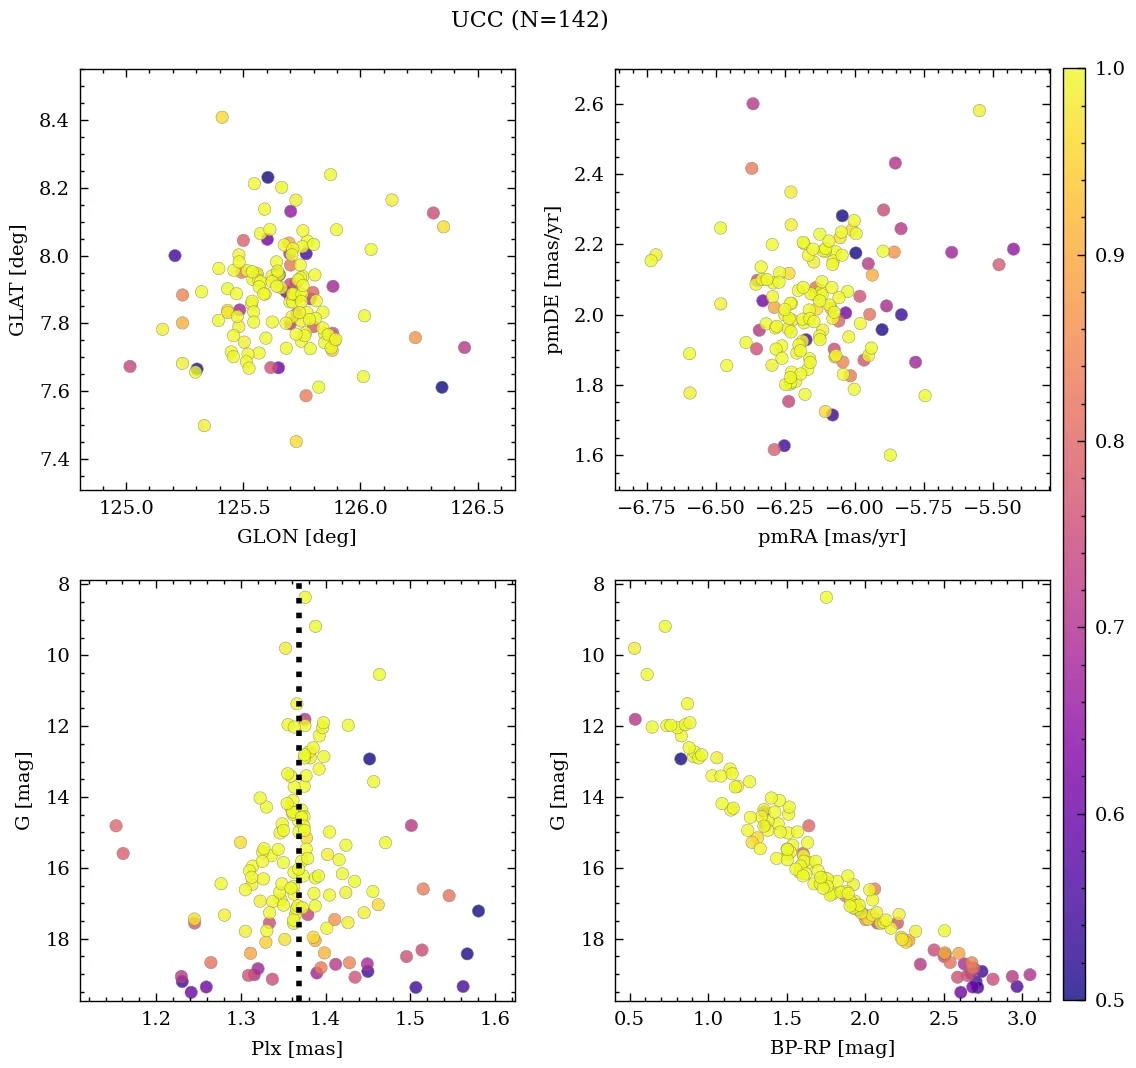 UCC (N=142)
8.4
8.2
8.0
7.8
7.6
7.4
GLAT [deg]
125.0 125.5 126.0 126.5
GLON [deg]
2.6
2.4
2.2
2.0
1.8
1.6
pmDE [mas/yr]
−6.75 −6.50 −6.25 −6.00 −5.75 −5.50
pmRA [mas/yr]
8
10
12
14
16
18
G [mag]
1.2 1.3 1.4 1.5 1.6
Plx [mas]
8
10
12
14
16
18
G [mag]
0.5 1.0 1.5 2.0 2.5 3.0
BP-RP [mag]
1.0
0.9
0.8
0.7
0.6
0.5